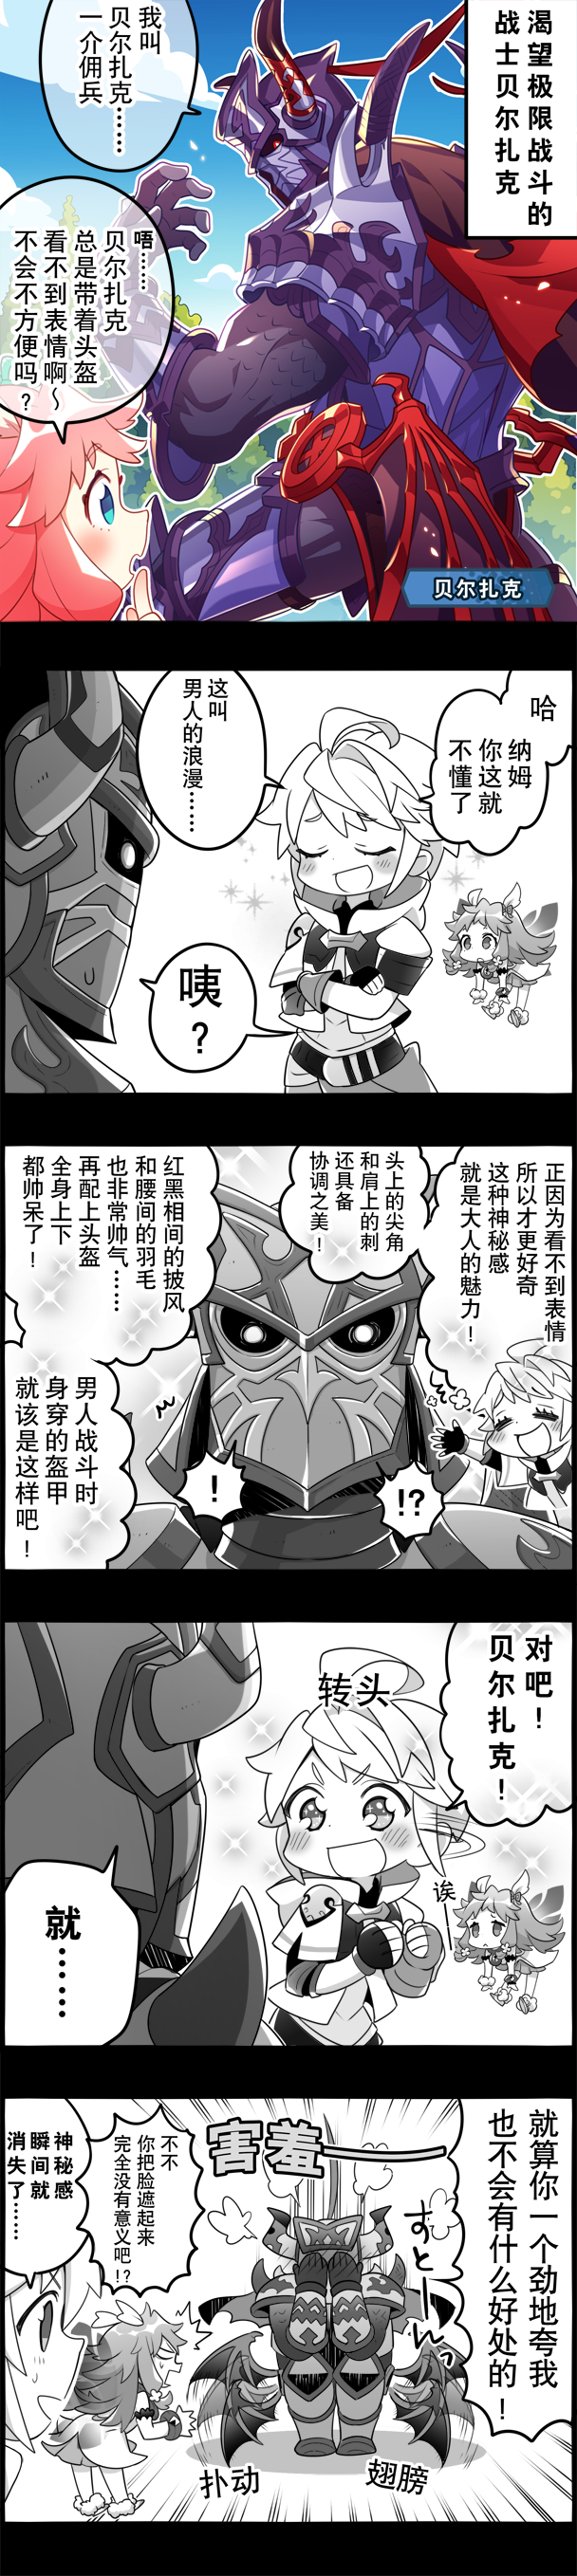 渴望极限战斗的
战士贝尔扎克
我叫
贝尔扎克……
一介佣兵
唔……
贝尔扎克
总是带着头盔
看不到表情啊~
不会不方便吗?
贝尔扎克
哈
纳姆
你这就
不懂了
这叫
男人的浪漫……
咦?
正因为看不到表情
所以才更好奇
这种神秘感
就是大人的魅力!
头上的尖角
和肩上的刺
还具备
协调之美!
红黑相间的披风
和腰间的羽毛
也非常帅气……
再配上头盔
全身上下
都帅呆了!
!?
!
男人战斗时
身穿的盔甲
就该是这样吧!
对吧!
贝尔扎克!
转头
诶——
就……
就算你一个劲地夸我
也不会有什么好处的!
害羞——
すとーん
不不
你把脸遮起来
完全没有意义吧!?
神秘感
瞬间就
消失了……
翅膀
扑动